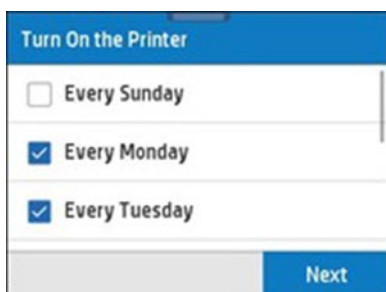 Turn On the Printer
Every Sunday
Every Monday
Every Tuesday
Next